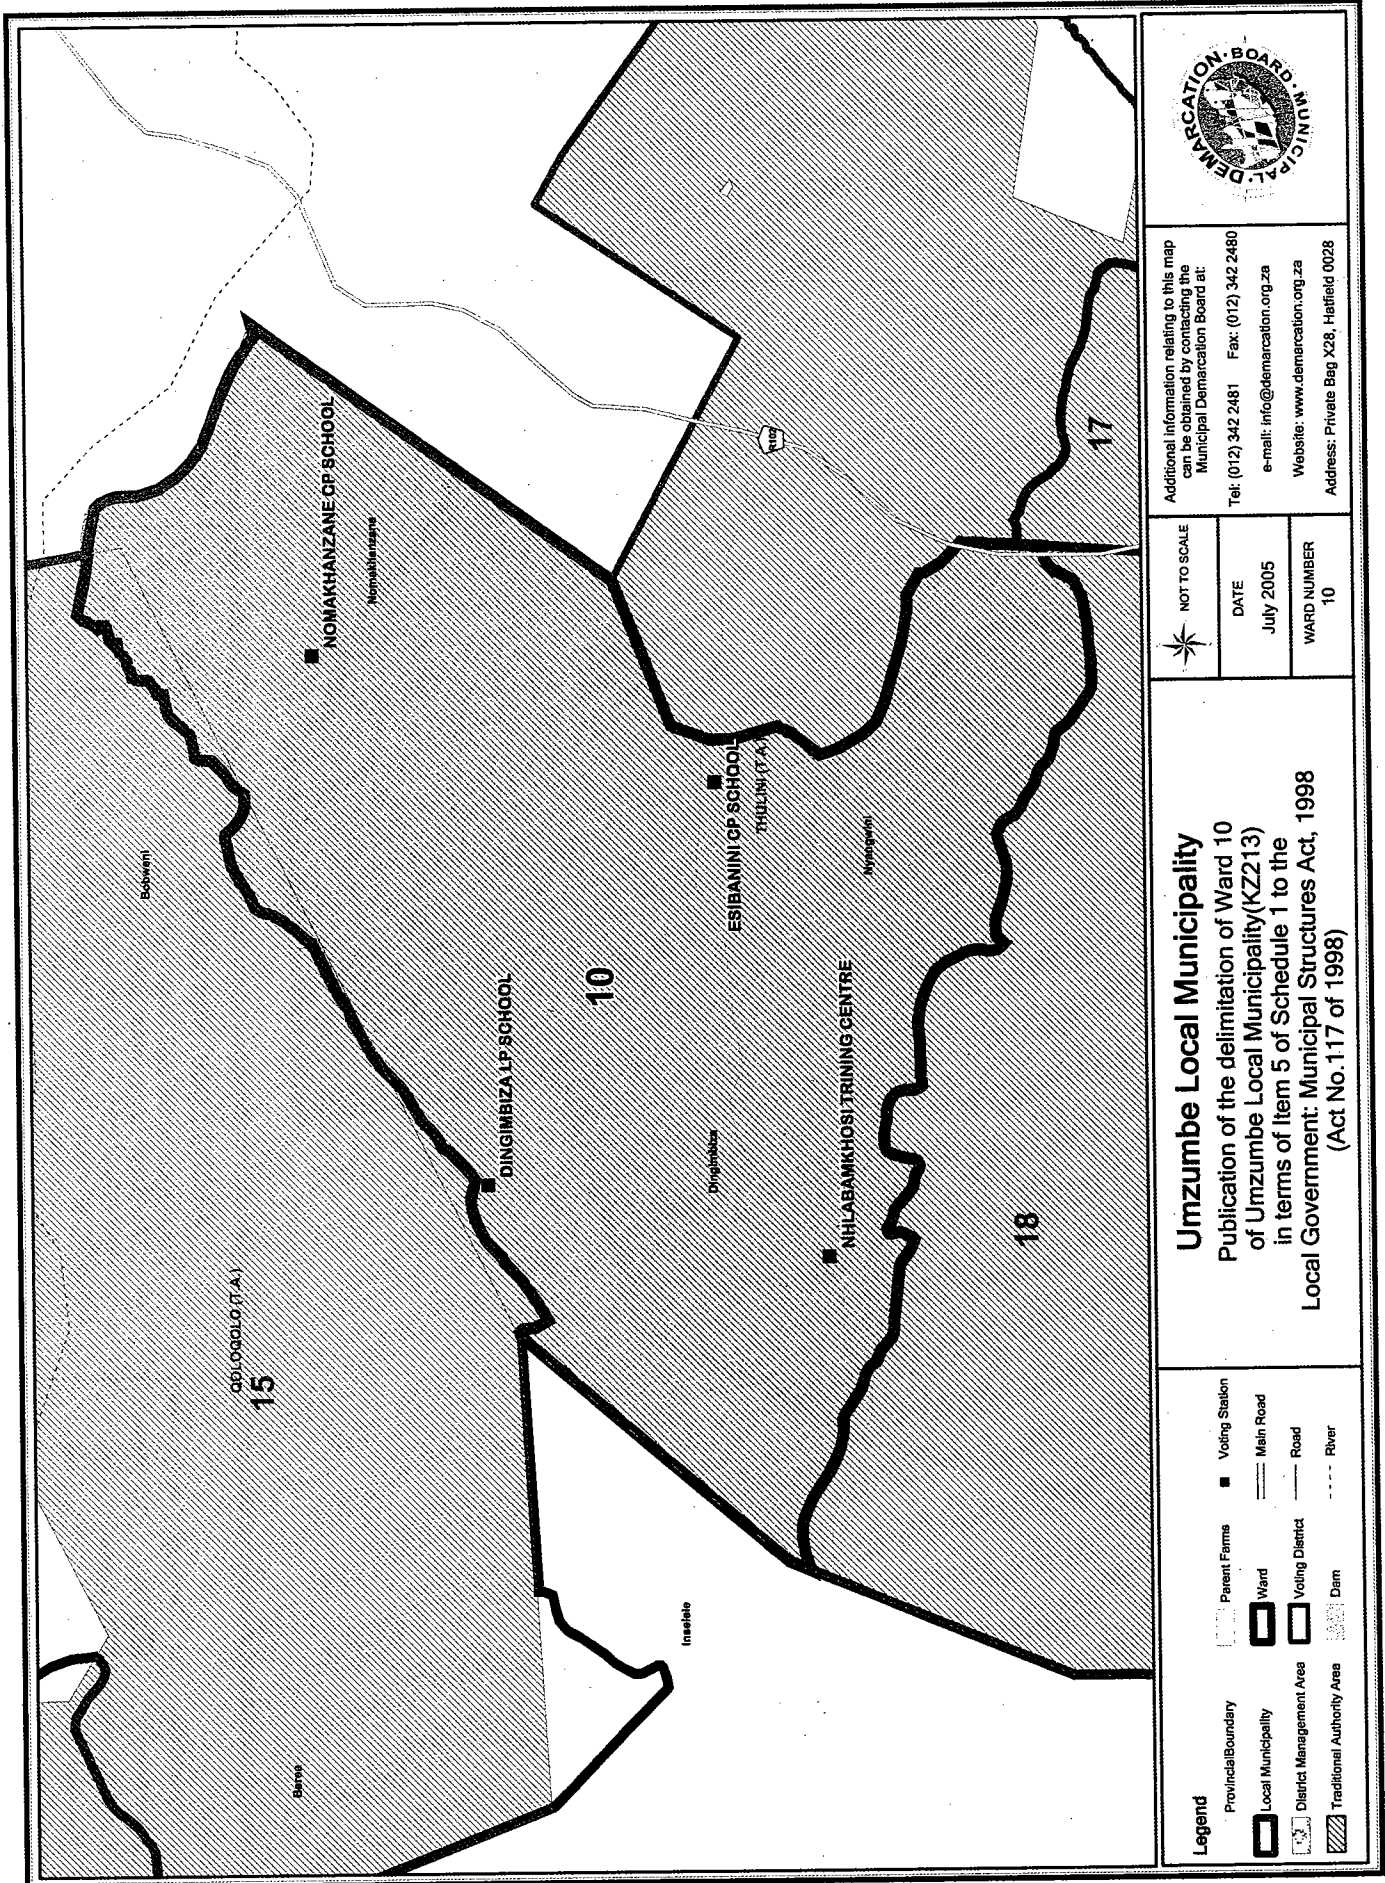 NOMAKHANZANE CP SCHOOL
Nomakhanzane
Bobweni
ESIBANINI CP SCHOOL
THULINI (T.A.)
Nyangwini
DINGIMBIZA LP SCHOOL
10
NHLABAMKHOSI TRINING CENTRE
Dingimbiza
QOLOQOLO (T.A.)
15
18
17
R102
Inselele
Berea
Legend
ProvincialBoundary
Local Municipality
District Management Area
Traditional Authority Area
Parent Farms
Ward
Voting District
Dam
Voting Station
Main Road
Road
River
Umzumbe Local Municipality
Publication of the delimitation of Ward 10
of Umzumbe Local Municipality(KZ213)
in terms of Item 5 of Schedule 1 to the
Local Government: Municipal Structures Act, 1998
(Act No.117 of 1998)
NOT TO SCALE
DATE
July 2005
WARD NUMBER
10
Additional information relating to this map
can be obtained by contacting the
Municipal Demarcation Board at:
Tel: (012) 342 2481 Fax: (012) 342 2480
e-mail: info@demarcation.org.za
Website: www.demarcation.org.za
Address: Private Bag X28, Hatfield 0028
MUNICIPAL · DEMARCATION · BOARD ·